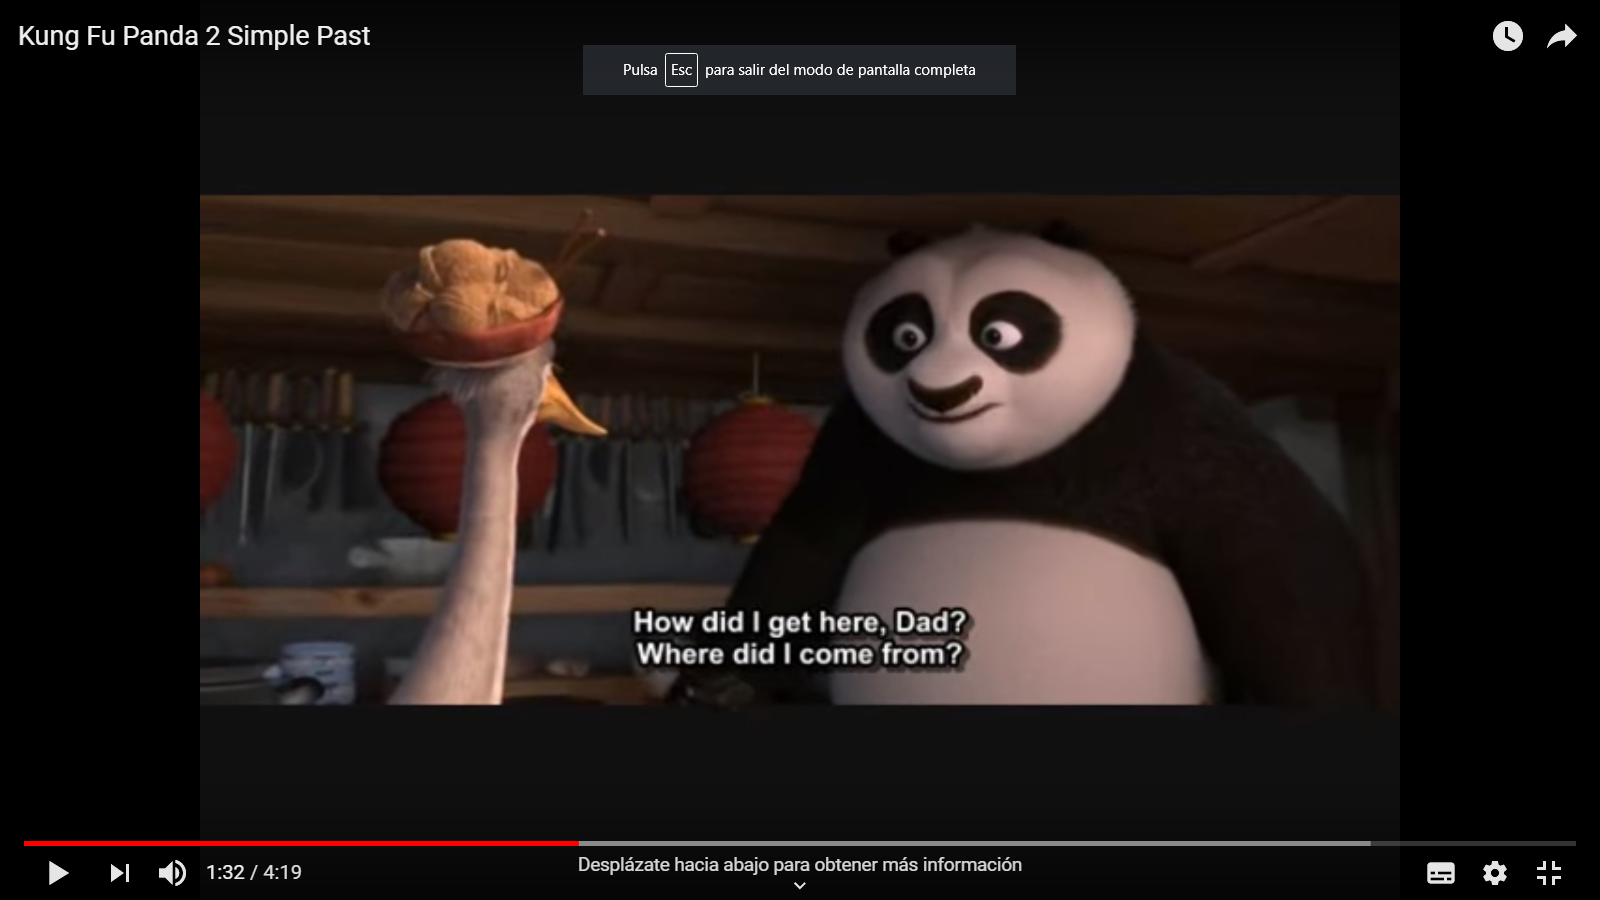 Kung Fu Panda 2 Simple Past
Pulsa Esc para salir del modo de pantalla completa
How did I get here, Dad?
Where did I come from?
1:32 / 4:19
Desplázate hacia abajo para obtener más información